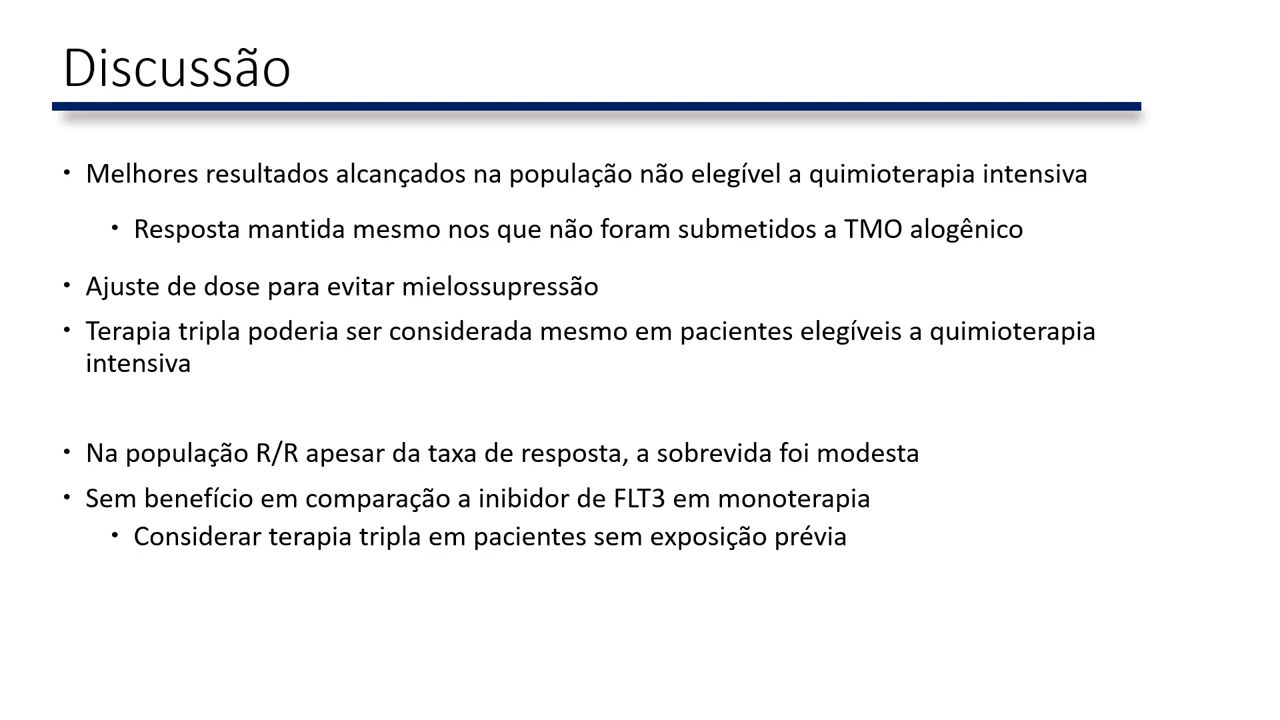 Discussão
• Melhores resultados alcançados na população não elegível a quimioterapia intensiva
• Resposta mantida mesmo nos que não foram submetidos a TMO alogênico
• Ajuste de dose para evitar mielossupressão
• Terapia tripla poderia ser considerada mesmo em pacientes elegíveis a quimioterapia
intensiva
• Na população R/R apesar da taxa de resposta, a sobrevida foi modesta
• Sem benefício em comparação a inibidor de FLT3 em monoterapia
• Considerar terapia tripla em pacientes sem exposição prévia